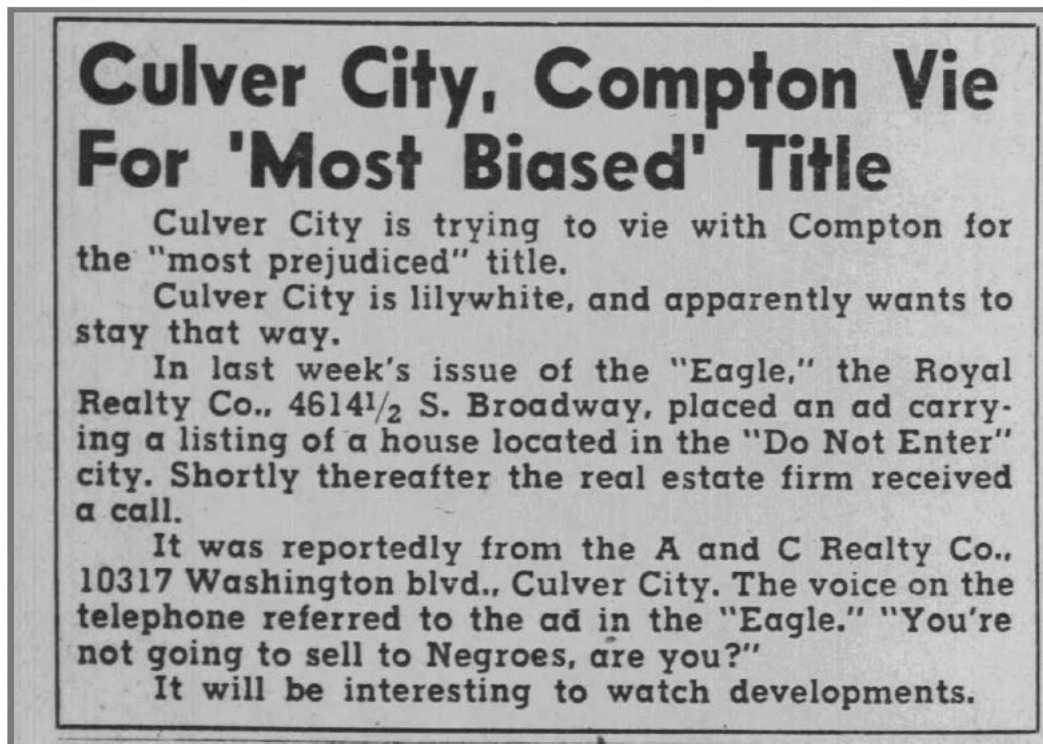 Culver City, Compton Vie
For 'Most Biased' Title
Culver City is trying to vie with Compton for
the "most prejudiced" title.
Culver City is lilywhite, and apparently wants to
stay that way.
In last week's issue of the "Eagle," the Royal
Realty Co., 4614½ S. Broadway, placed an ad carry-
ing a listing of a house located in the "Do Not Enter"
city. Shortly thereafter the real estate firm received
a call.
It was reportedly from the A and C Realty Co.,
10317 Washington blvd., Culver City. The voice on the
telephone referred to the ad in the "Eagle." "You're
not going to sell to Negroes, are you?"
It will be interesting to watch developments.